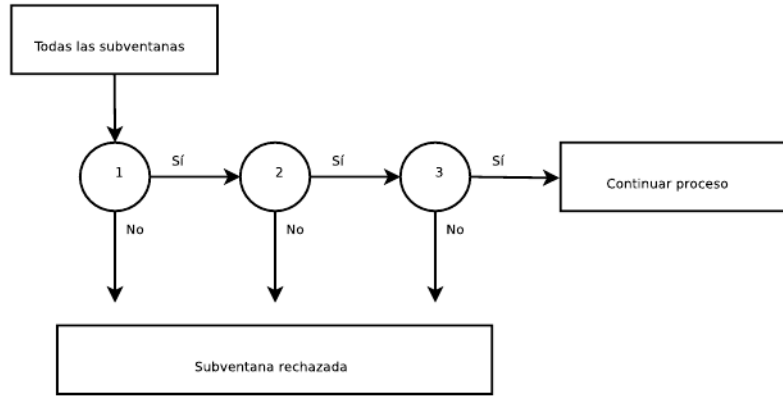 Todas las subventanas
1
Sí
2
Sí
3
Sí
Continuar proceso
No
No
No
Subventana rechazada